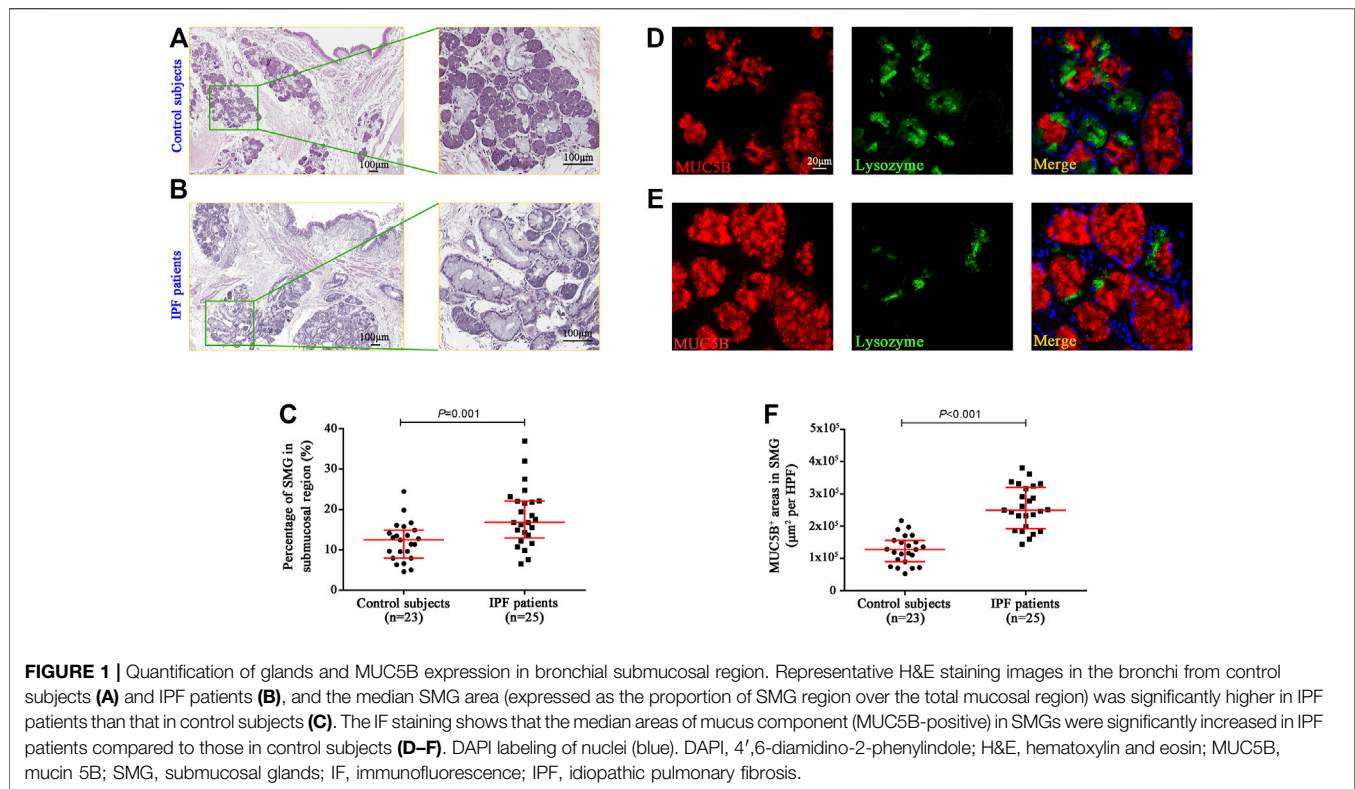 A
Control subjects
100μm
100μm
B
IPF patients
100μm
100μm
D
MUC5B
20μm
Lysozyme
Merge
E
MUC5B
Lysozyme
Merge
C
P=0.001
Percentage of SMG in
submucosal region (%)
40
30
20
10
0
Control subjects
(n=23)
IPF patients
(n=25)
F
P<0.001
MUC5B⁺ areas in SMG
(μm² per HPF)
5x10⁵
4x10⁵
3x10⁵
2x10⁵
1x10⁵
0
Control subjects
(n=23)
IPF patients
(n=25)
FIGURE 1 | Quantification of glands and MUC5B expression in bronchial submucosal region. Representative H&E staining images in the bronchi from control
subjects (A) and IPF patients (B), and the median SMG area (expressed as the proportion of SMG region over the total mucosal region) was significantly higher in IPF
patients than that in control subjects (C). The IF staining shows that the median areas of mucus component (MUC5B-positive) in SMGs were significantly increased in IPF
patients compared to those in control subjects (D–F). DAPI labeling of nuclei (blue). DAPI, 4′,6-diamidino-2-phenylindole; H&E, hematoxylin and eosin; MUC5B,
mucin 5B; SMG, submucosal glands; IF, immunofluorescence; IPF, idiopathic pulmonary fibrosis.